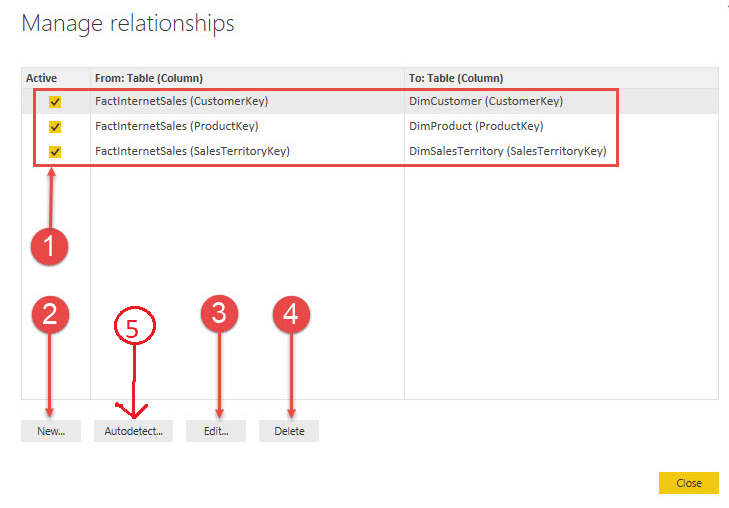 Manage relationships
Active From: Table (Column) To: Table (Column)
FactInternetSales (CustomerKey) DimCustomer (CustomerKey)
FactInternetSales (ProductKey) DimProduct (ProductKey)
FactInternetSales (SalesTerritoryKey) DimSalesTerritory (SalesTerritoryKey)
1
2 5 3 4
New... Autodetect... Edit... Delete
Close